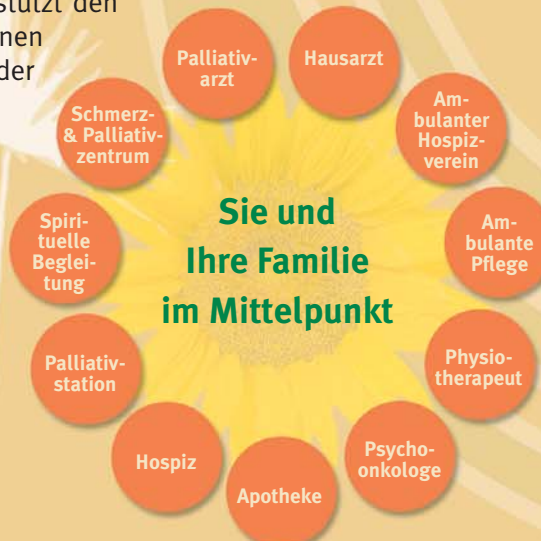 stützt den
nen
der
Palliativ-
arzt
Hausarzt
Am-
bulanter
Hospiz-
verein
Am-
bulante
Pflege
Physio-
therapeut
Psycho-
onkologe
Apotheke
Hospiz
Palliativ-
station
Spiri-
tuelle
Beglei-
tung
Schmerz-
& Palliativ-
zentrum
Sie und
Ihre Familie
im Mittelpunkt